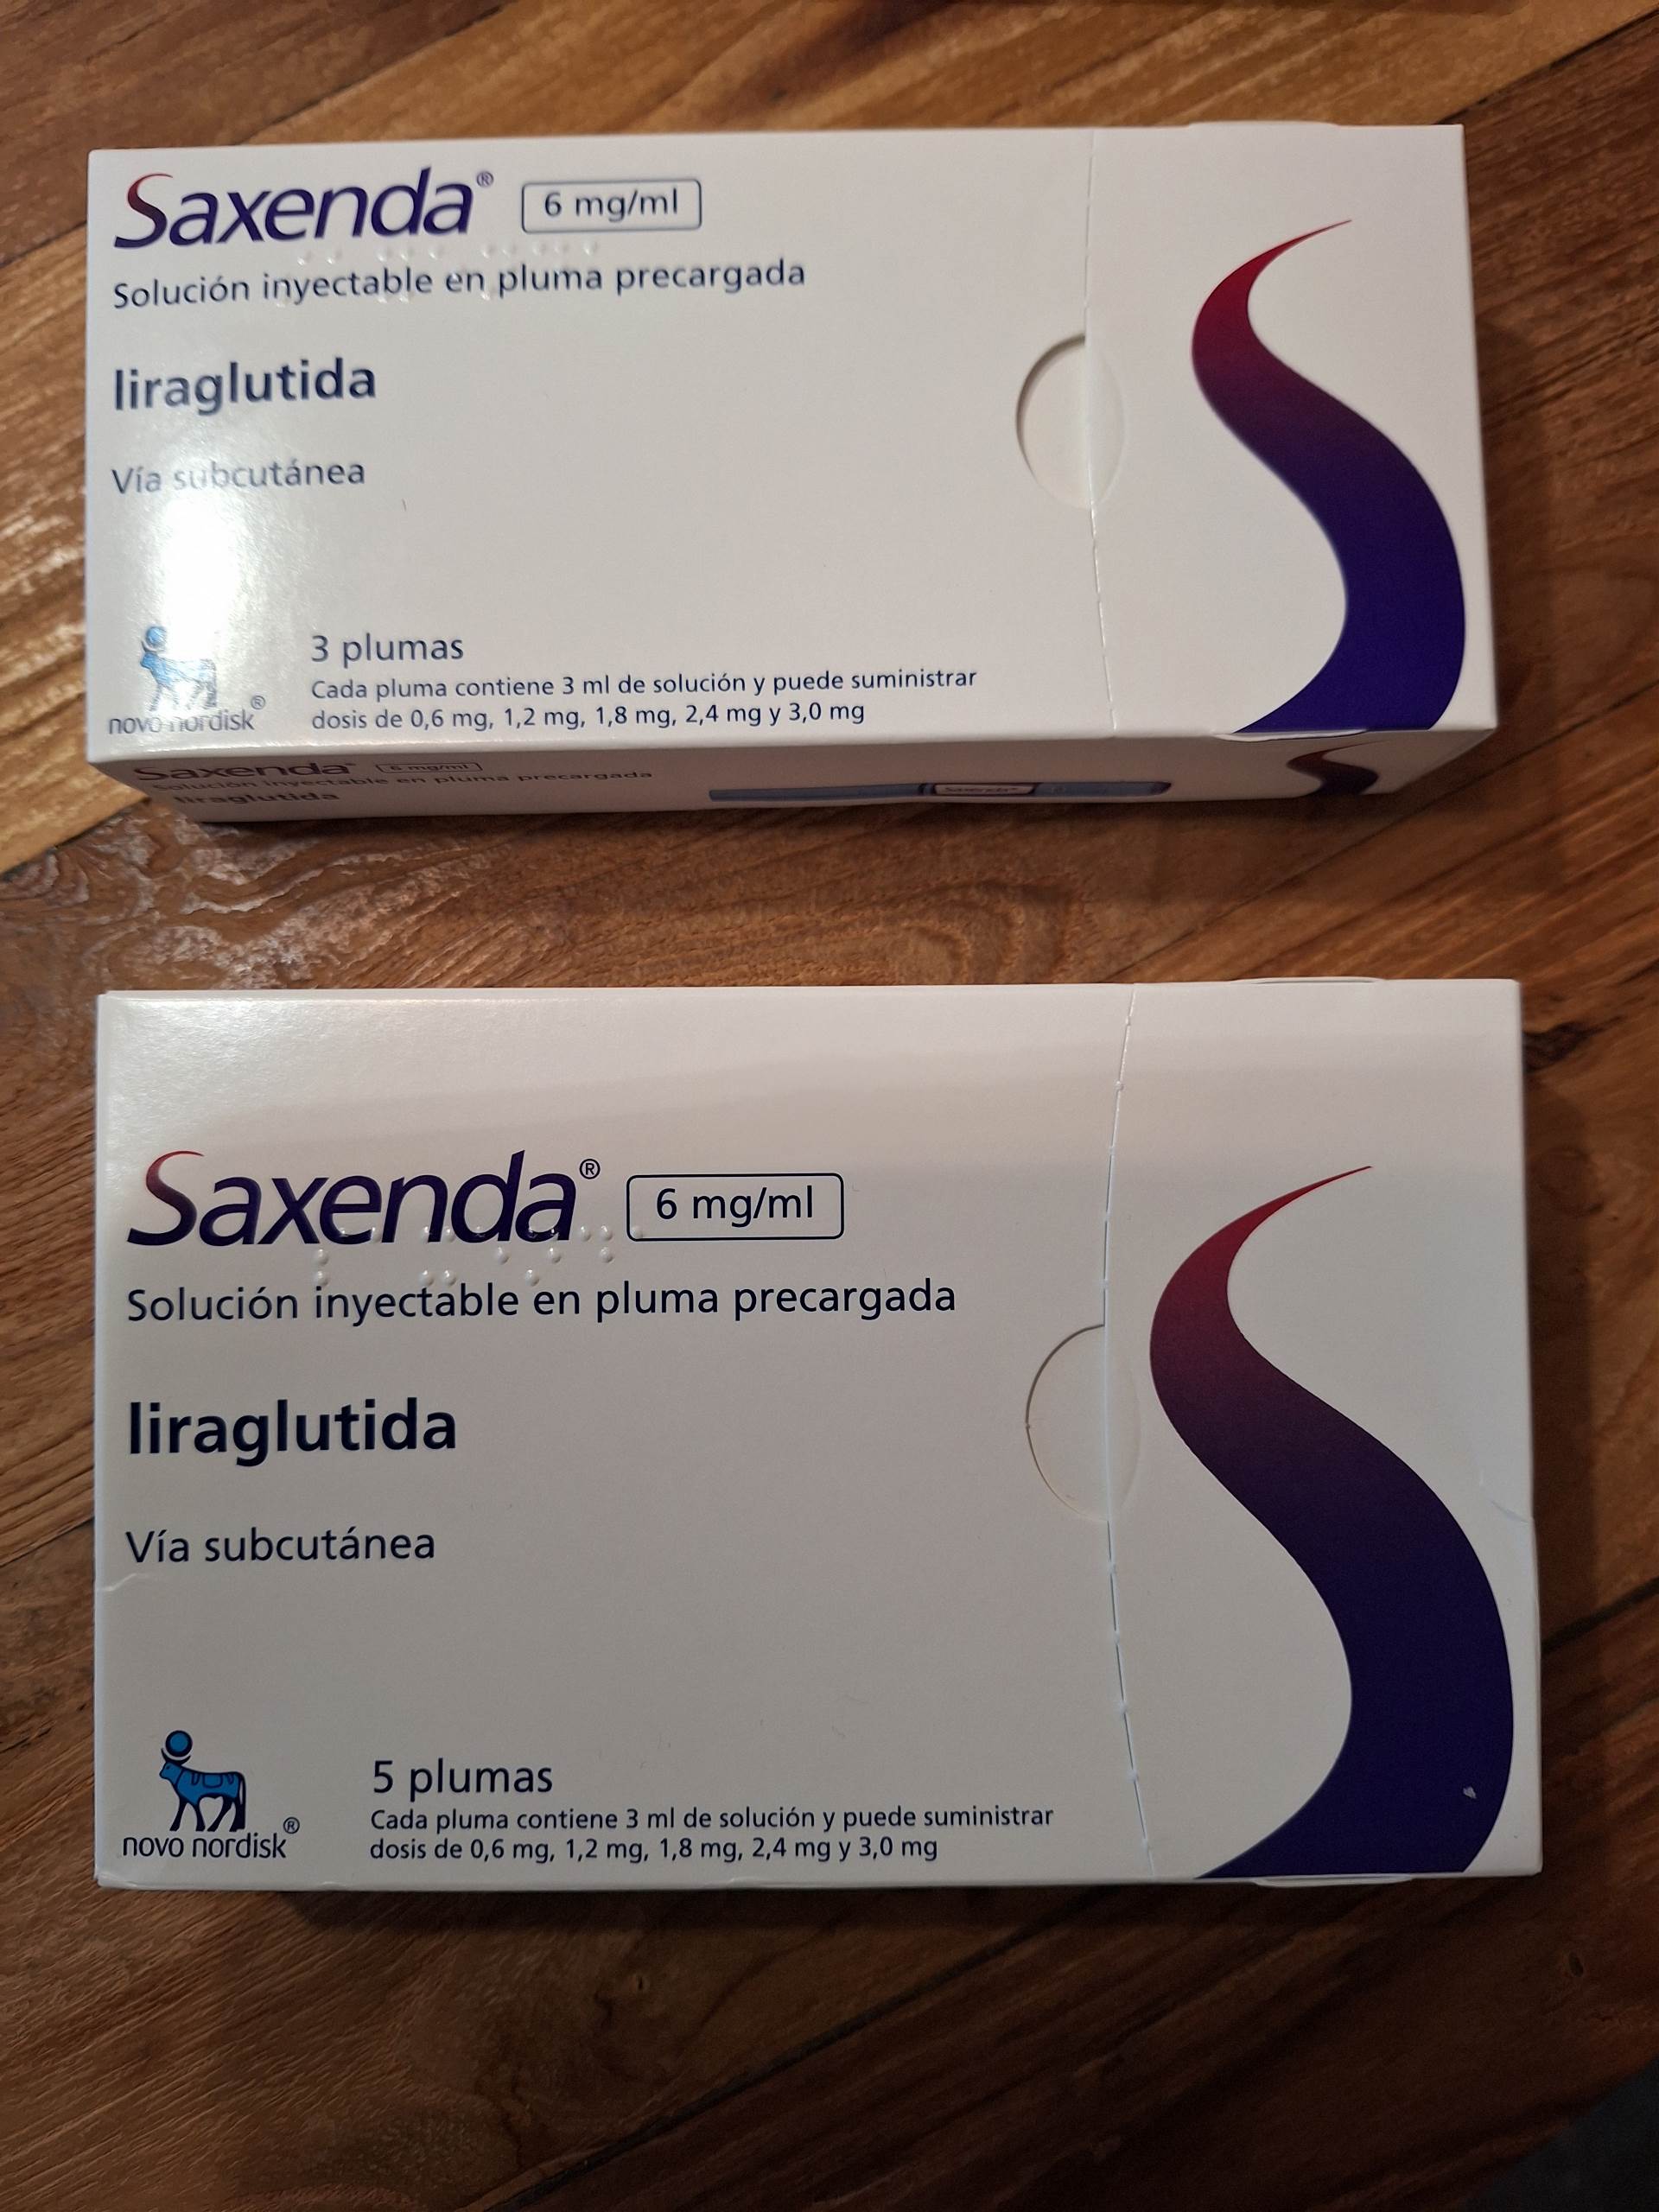 Saxenda® 6 mg/ml
Solución inyectable en pluma precargada
liraglutida
Vía subcutánea
3 plumas
Cada pluma contiene 3 ml de solución y puede suministrar
dosis de 0,6 mg, 1,2 mg, 1,8 mg, 2,4 mg y 3,0 mg
novo nordisk®
Saxenda® 6 mg/ml
Solución inyectable en pluma precargada
liraglutida
Saxenda®
Saxenda® 6 mg/ml
Solución inyectable en pluma precargada
liraglutida
Vía subcutánea
5 plumas
Cada pluma contiene 3 ml de solución y puede suministrar
dosis de 0,6 mg, 1,2 mg, 1,8 mg, 2,4 mg y 3,0 mg
novo nordisk®